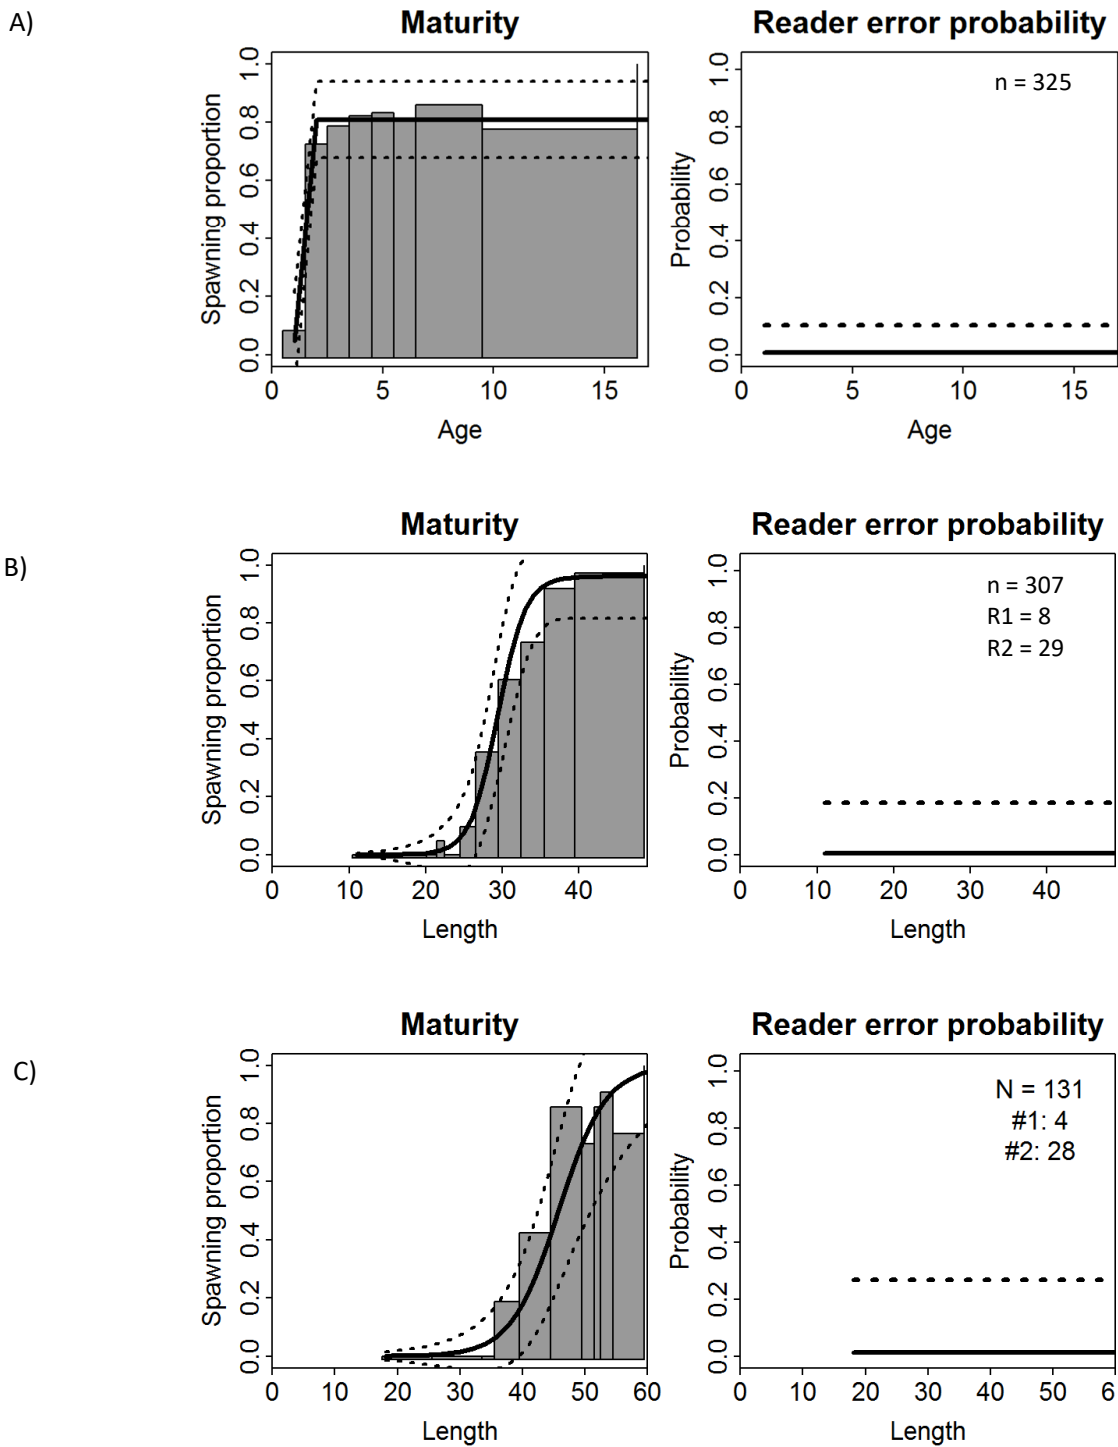 A)
Maturity
Spawning proportion
0.0 0.2 0.4 0.6 0.8 1.0
0 5 10 15
Age
Reader error probability
n = 325
Probability
0.0 0.2 0.4 0.6 0.8 1.0
0 5 10 15
Age
B)
Maturity
Spawning proportion
0.0 0.2 0.4 0.6 0.8 1.0
0 10 20 30 40
Length
Reader error probability
n = 307
R1 = 8
R2 = 29
Probability
0.0 0.2 0.4 0.6 0.8 1.0
0 10 20 30 40
Length
C)
Maturity
Spawning proportion
0.0 0.2 0.4 0.6 0.8 1.0
0 10 20 30 40 50 60
Length
Reader error probability
N = 131
#1: 4
#2: 28
Probability
0.0 0.2 0.4 0.6 0.8 1.0
0 10 20 30 40 50 6
Length